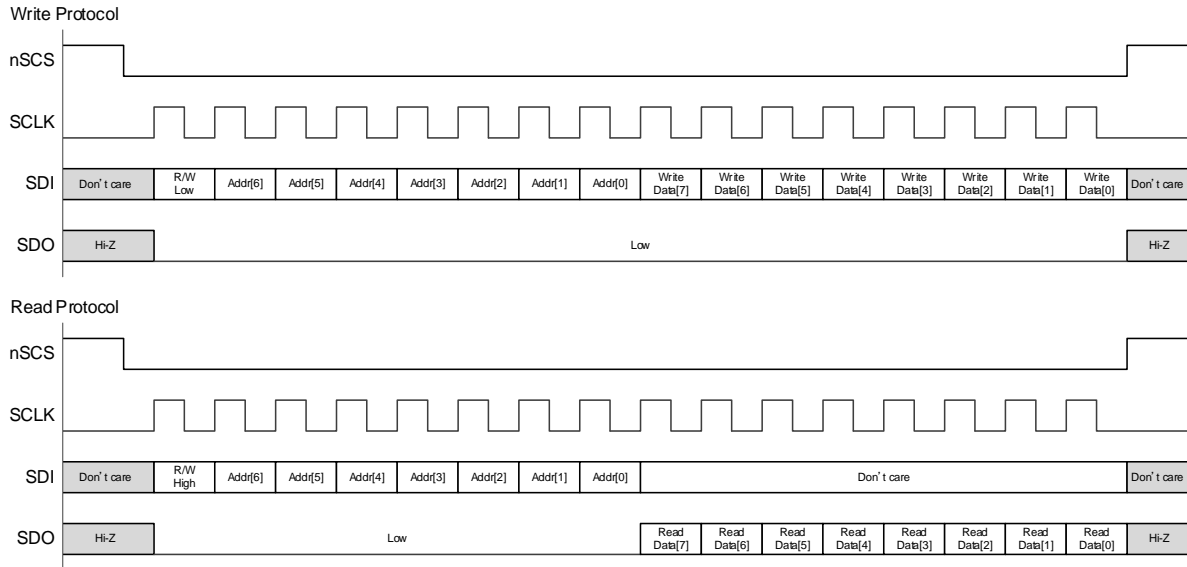 Write Protocol
nSCS
SCLK
SDI Don't care R/W Low Addr[6] Addr[5] Addr[4] Addr[3] Addr[2] Addr[1] Addr[0] Write Data[7] Write Data[6] Write Data[5] Write Data[4] Write Data[3] Write Data[2] Write Data[1] Write Data[0] Don't care
SDO Hi-Z Low Hi-Z
Read Protocol
nSCS
SCLK
SDI Don't care R/W High Addr[6] Addr[5] Addr[4] Addr[3] Addr[2] Addr[1] Addr[0] Don't care Don't care
SDO Hi-Z Low Read Data[7] Read Data[6] Read Data[5] Read Data[4] Read Data[3] Read Data[2] Read Data[1] Read Data[0] Hi-Z